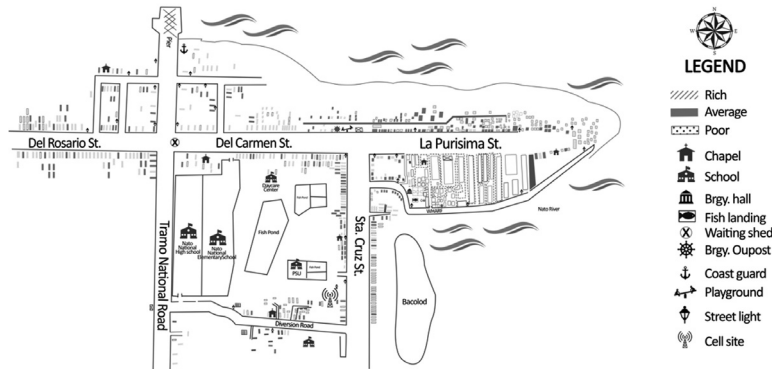 Pier
N
W
E
S
LEGEND
Rich
Average
Poor
Chapel
School
Brgy. hall
Fish landing
Waiting shed
Brgy. Oupost
Coast guard
Playground
Street light
Cell site
Del Rosario St.
Del Carmen St.
La Purisima St.
Daycare
Center
Fish Pond
Nato
National
High school
Nato
National
Elementary School
Fish Pond
PSU
Tramo National Road
Sta. Cruz St.
WHARF
Nato River
Bacolod
Diversion Road